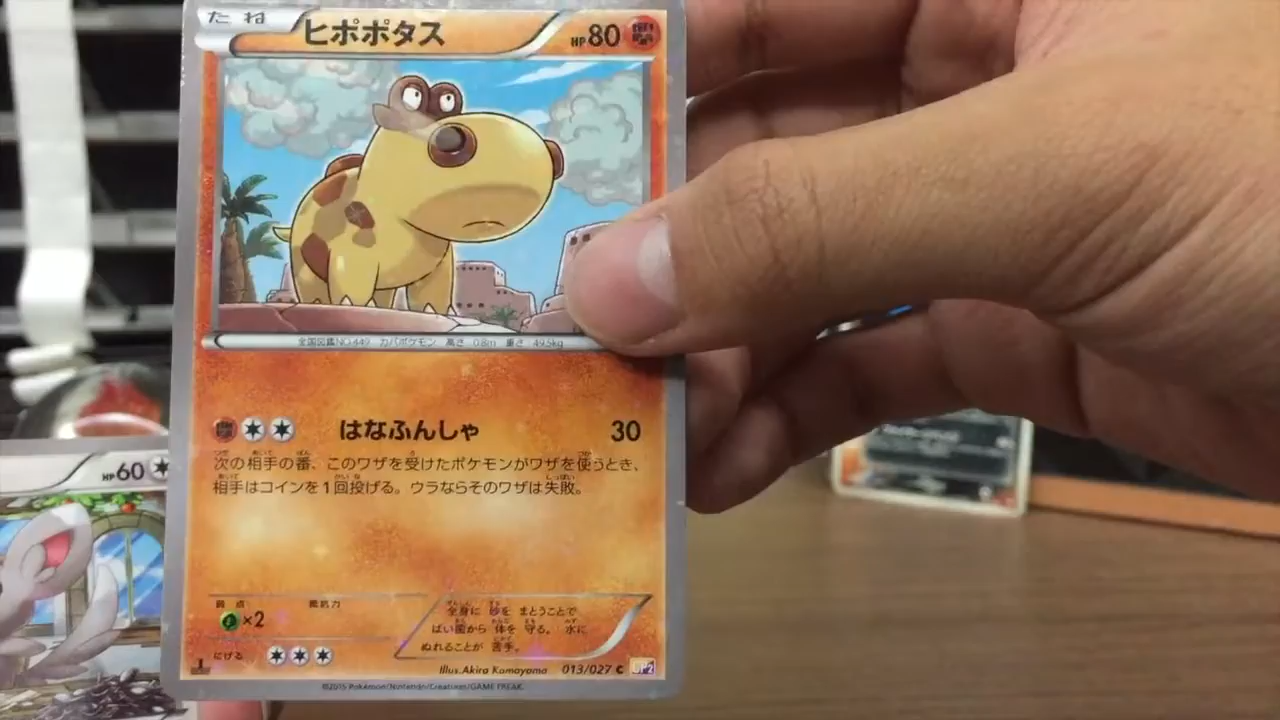 たね ヒポポタス HP80
全国図鑑NO.449 カバポケモン 高さ 0.8m 重さ 49.5kg
はなふんしゃ 30
次の相手の番、このワザを受けたポケモンがワザを使うとき、
相手はコインを1回投げる。ウラならそのワザは失敗。
HP60
弱点 抵抗力
×2
全身に 砂を まとうことで
ばい菌から 体を 守る。 水に
ぬれることが 苦手。
にげる
Illus.Akira Komayama 013/027 C
©2015 Pokémon/Nintendo/Creatures/GAME FREAK.